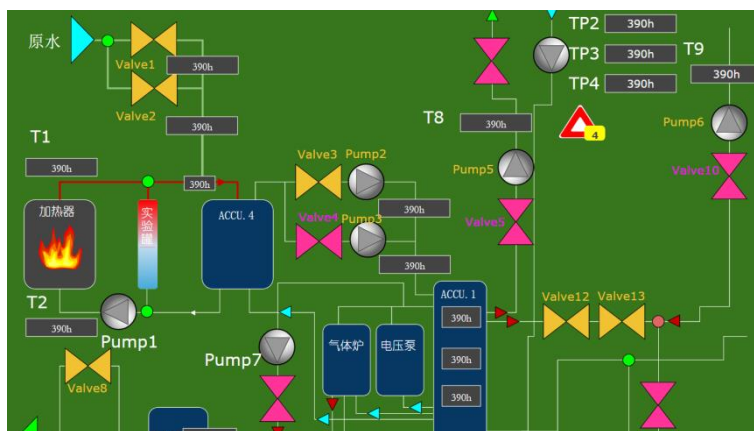 原水
Valve1
390h
Valve2
390h
T1
390h
390h
加热器
实验罐
ACCU.4
T2
390h
Pump1
Valve8
Valve3
Pump2
390h
Valve4
Pump3
390h
Pump7
气体炉
电压泵
ACCU.1
390h
390h
390h
T8
390h
Pump5
Valve5
TP2
390h
TP3
390h
TP4
390h
4
T9
390h
Pump6
Valve10
Valve12
Valve13